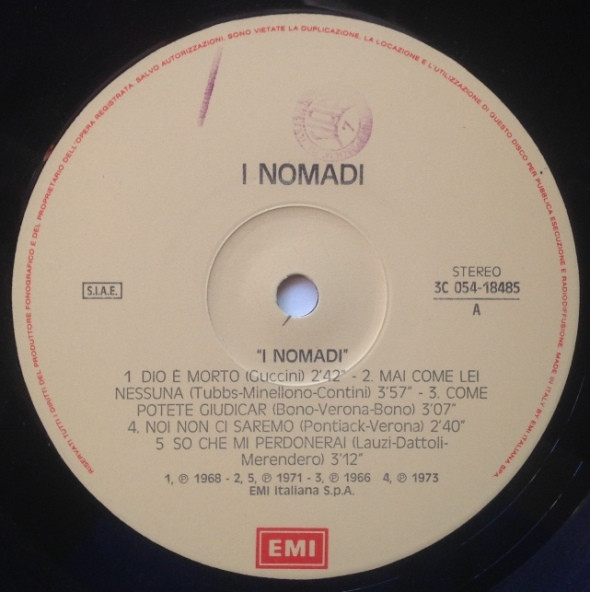 RISERVATI TUTTI I DIRITTI DEL PRODUTTORE FONOGRAFICO E DEL PROPRIETARIO DELL'OPERA REGISTRATA. SALVO AUTORIZZAZIONI, SONO VIETATE LA DUPLICAZIONE, LA LOCAZIONE E L'UTILIZZAZIONE DI QUESTO DISCO PER PUBBLICA ESECUZIONE E RADIODIFFUSIONE. MADE IN ITALY BY EMI ITALIANA SPA.
I NOMADI
S.I.A.E.
STEREO
3C 054-18485
A
"I NOMADI"
1 DIO È MORTO (Guccini) 2'42" - 2. MAI COME LEI
NESSUNA (Tubbs-Minellono-Contini) 3'57" - 3. COME
POTETE GIUDICAR (Bono-Verona-Bono) 3'07"
4. NOI NON CI SAREMO (Pontiack-Verona) 2'40"
5 SO CHE MI PERDONERAI (Lauzi-Dattoli-
Merendero) 3'12"
1, ℗ 1968 - 2, 5, ℗ 1971 - 3, ℗ 1966 4, ℗ 1973
EMI Italiana S.p.A.
EMI